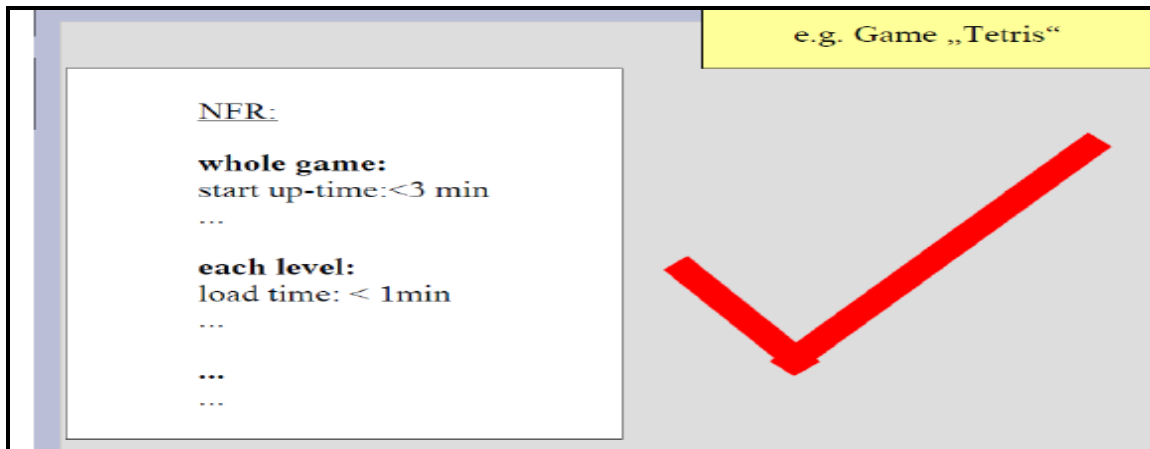 e.g. Game „Tetris“
NFR:
whole game:
start up-time:<3 min
...
each level:
load time: < 1min
...
...
...